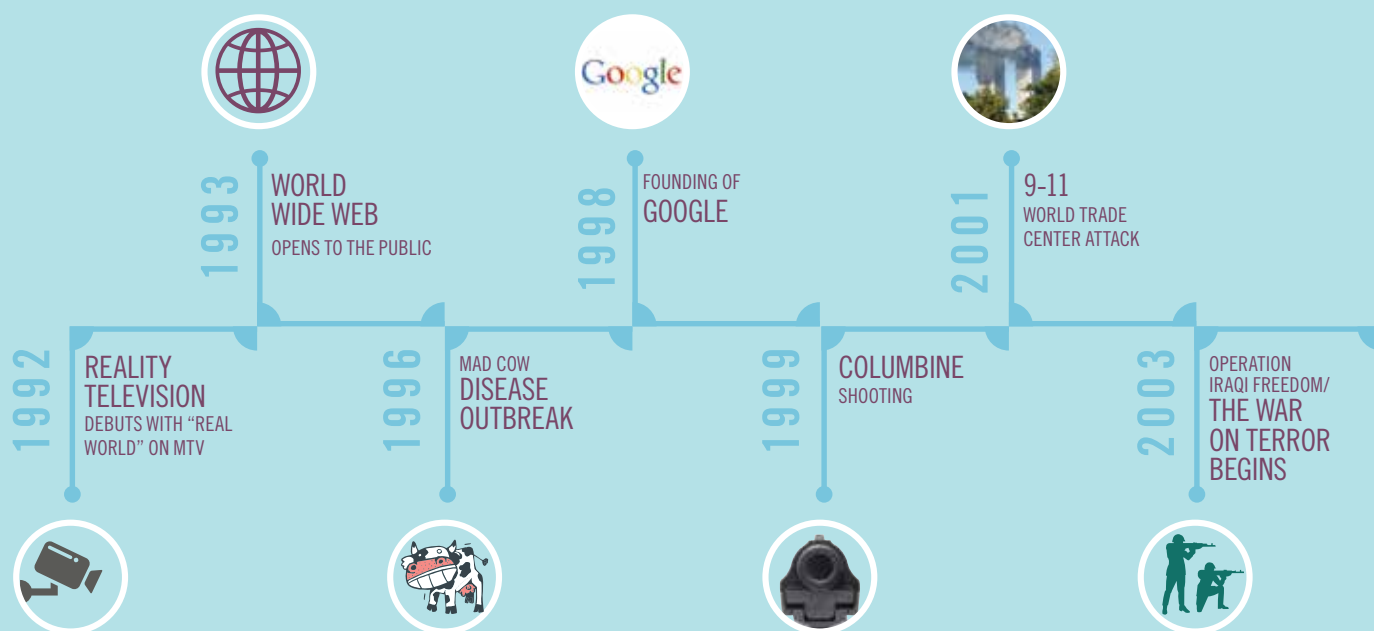 1992
REALITY
TELEVISION
DEBUTS WITH “REAL
WORLD” ON MTV
1993
WORLD
WIDE WEB
OPENS TO THE PUBLIC
1996
MAD COW
DISEASE
OUTBREAK
Google
1998
FOUNDING OF
GOOGLE
1999
COLUMBINE
SHOOTING
2001
9-11
WORLD TRADE
CENTER ATTACK
2003
OPERATION
IRAQI FREEDOM/
THE WAR
ON TERROR
BEGINS